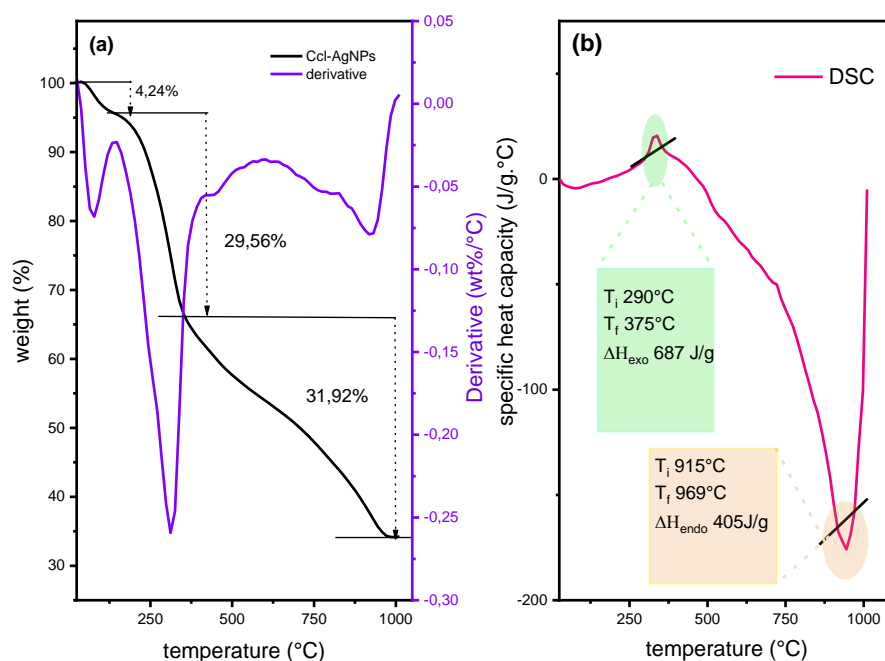 (a)
Ccl-AgNPs
derivative
4,24%
29,56%
31,92%
100
90
80
70
60
50
40
30
weight (%)
250
500
750
1000
temperature (°C)
0,05
0,00
-0,05
-0,10
-0,15
-0,20
-0,25
-0,30
Derivative (wt%/°C)
(b)
DSC
0
-100
-200
specific heat capacity (J/g.°C)
Ti 290°C
Tf 375°C
ΔHexo 687 J/g
Ti 915°C
Tf 969°C
ΔHendo 405J/g
250
500
750
1000
temperature (°C)